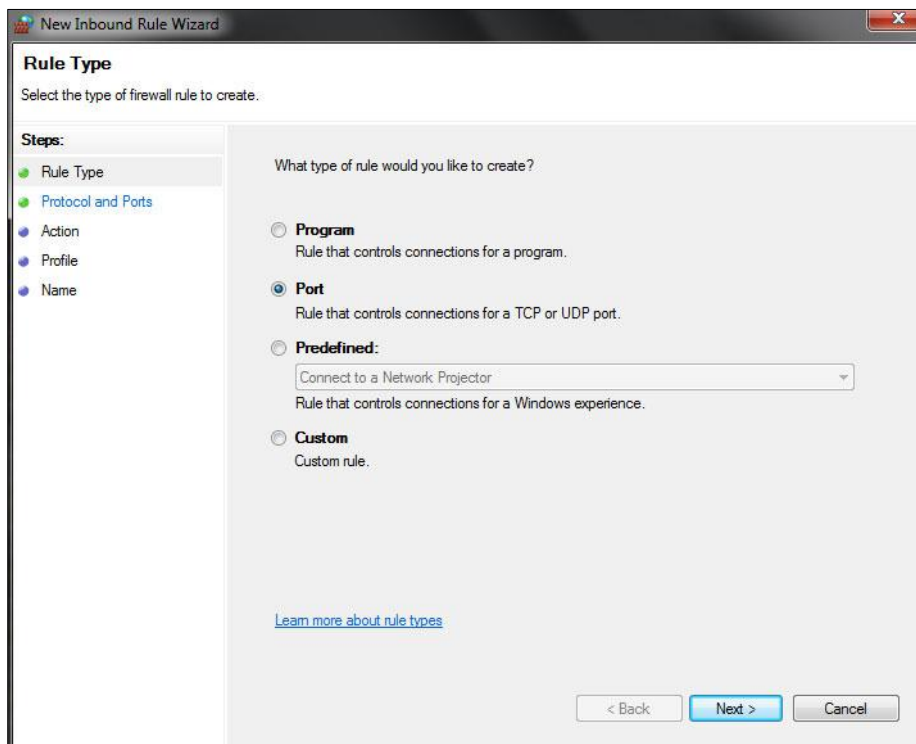 New Inbound Rule Wizard
Rule Type
Select the type of firewall rule to create.
Steps:
Rule Type
Protocol and Ports
Action
Profile
Name
What type of rule would you like to create?
Program
Rule that controls connections for a program.
Port
Rule that controls connections for a TCP or UDP port.
Predefined:
Connect to a Network Projector
Rule that controls connections for a Windows experience.
Custom
Custom rule.
Learn more about rule types
< Back Next > Cancel